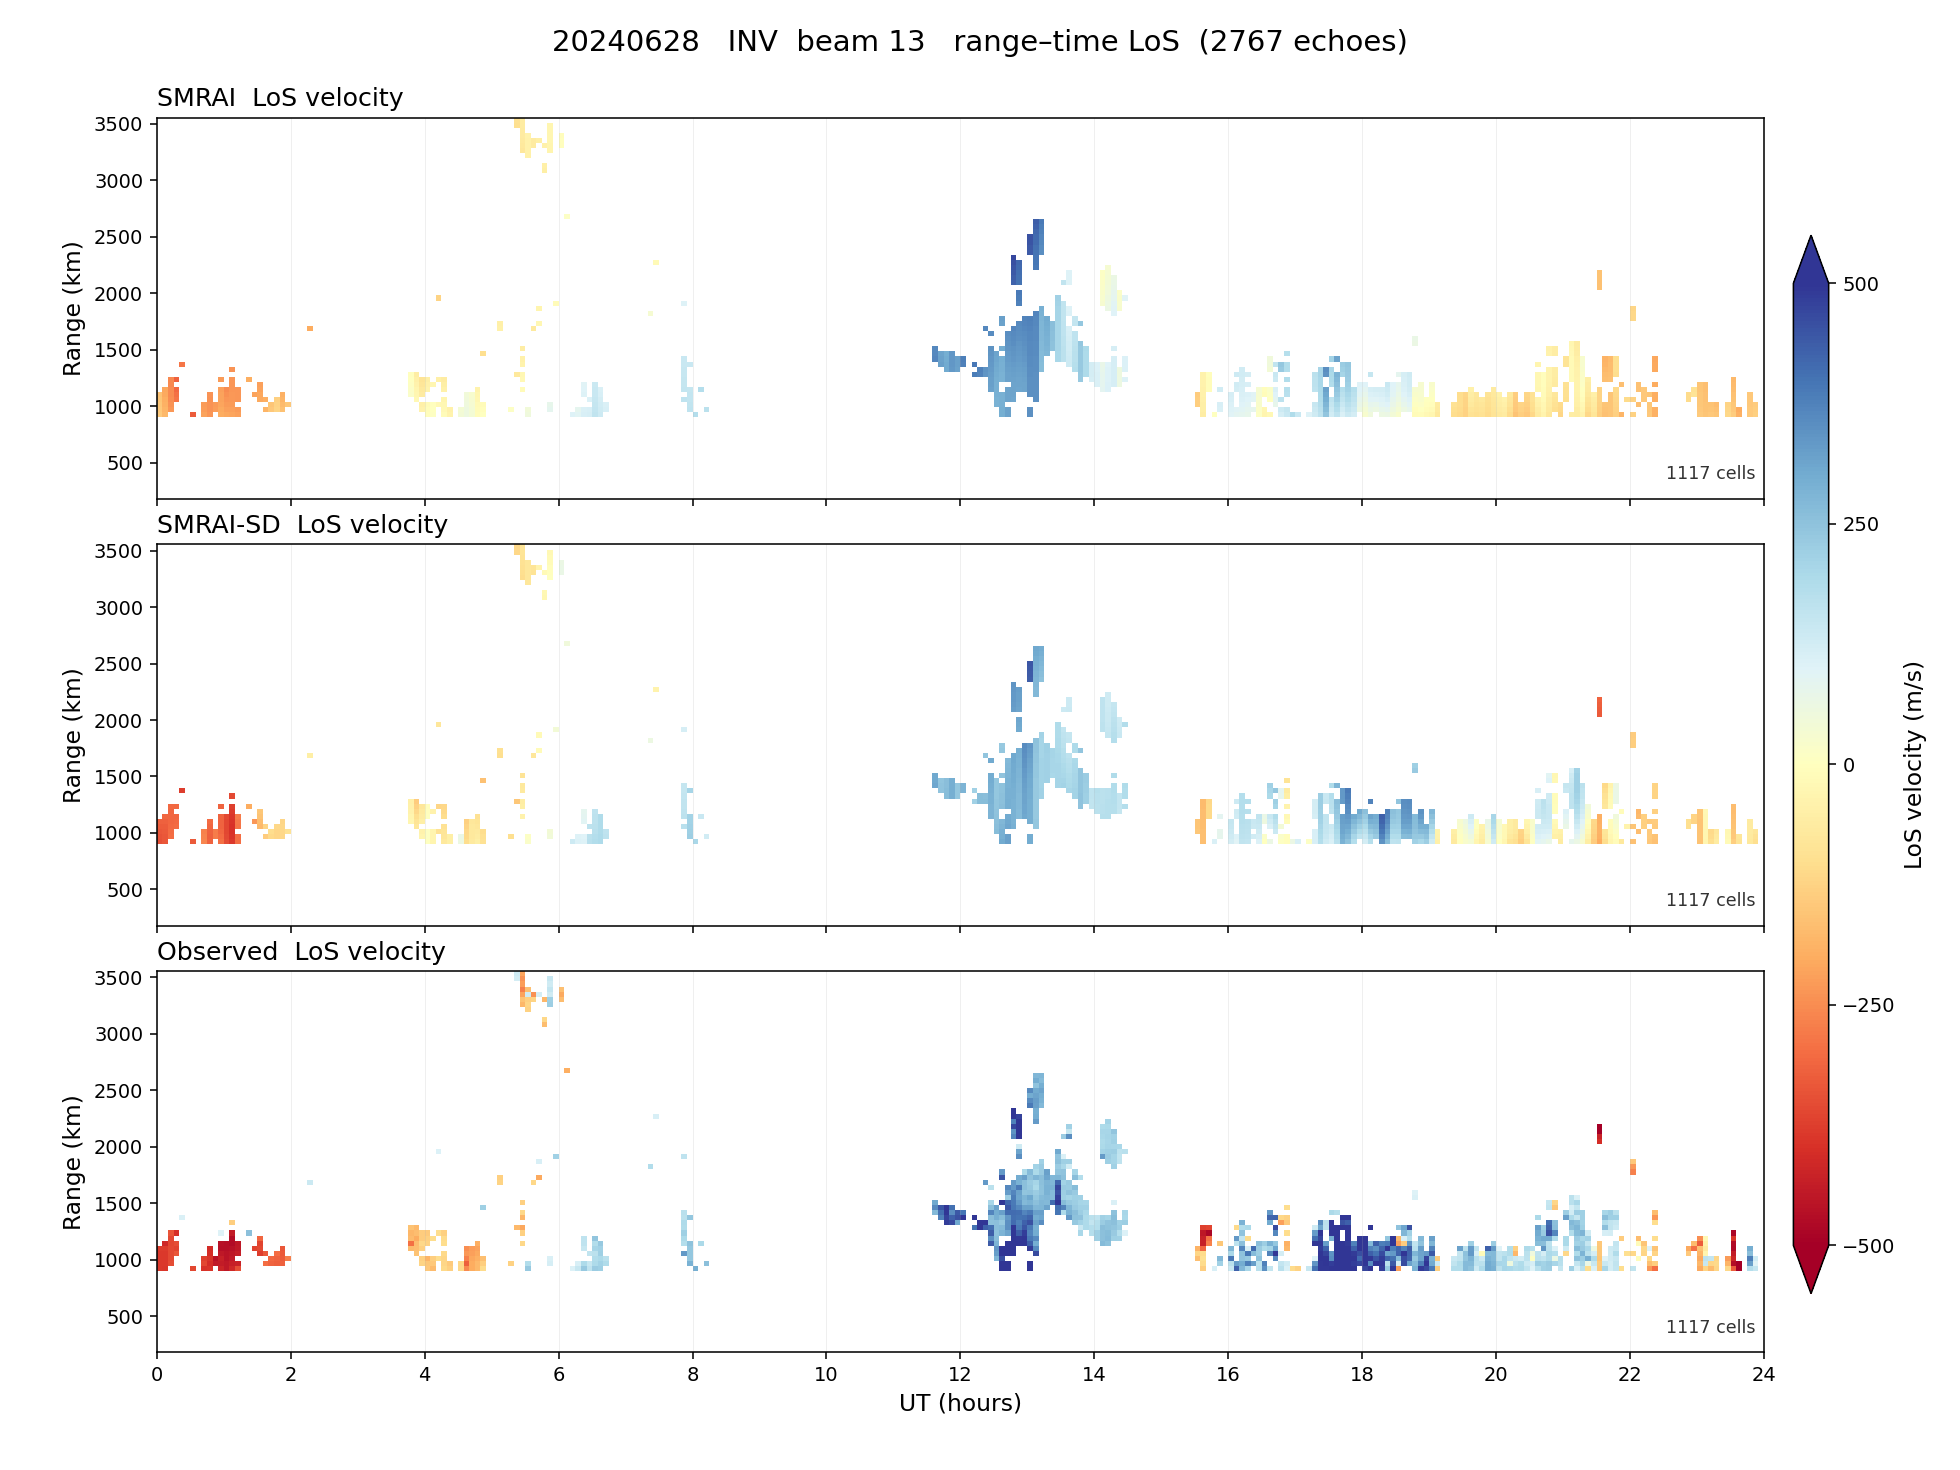 20240628   INV  beam 13   range–time LoS  (2767 echoes)
SMRAI  LoS velocity
3500
3000
2500
2000
1500
1000
500
Range (km)
1117 cells
SMRAI-SD  LoS velocity
3500
3000
2500
2000
1500
1000
500
Range (km)
1117 cells
Observed  LoS velocity
3500
3000
2500
2000
1500
1000
500
Range (km)
1117 cells
0 2 4 6 8 10 12 14 16 18 20 22 24
UT (hours)
500
250
0
−250
−500
LoS velocity (m/s)